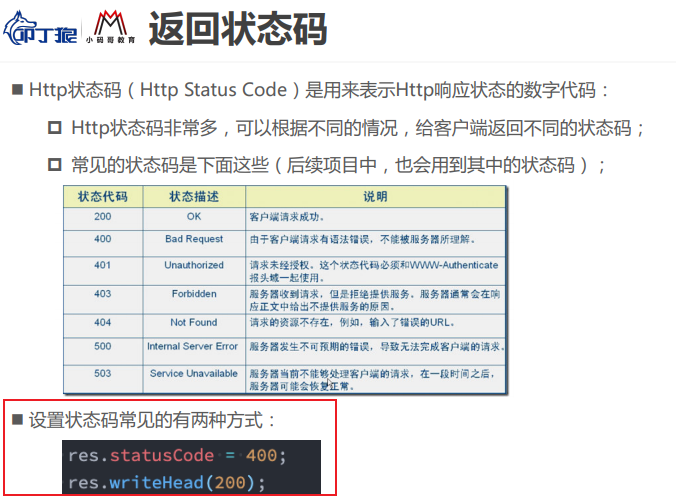 卬丁猿
小码哥教育
返回状态码
Http状态码（Http Status Code）是用来表示Http响应状态的数字代码：
Http状态码非常多，可以根据不同的情况，给客户端返回不同的状态码；
常见的状态码是下面这些（后续项目中，也会用到其中的状态码）；
状态代码 状态描述 说明
200 OK 客户端请求成功。
400 Bad Request 由于客户端请求有语法错误，不能被服务器所理解。
401 Unauthorized 请求未经授权。这个状态代码必须和WWW-Authenticate
报头域一起使用。
403 Forbidden 服务器收到请求，但是拒绝提供服务。服务器通常会在响
应正文中给出不提供服务的原因。
404 Not Found 请求的资源不存在，例如，输入了错误的URL。
500 Internal Server Error 服务器发生不可预期的错误，导致无法完成客户端的请求。
503 Service Unavailable 服务器当前不能够处理客户端的请求，在一段时间之后，
服务器可能会恢复正常。
设置状态码常见的有两种方式：
res.statusCode = 400;
res.writeHead(200);